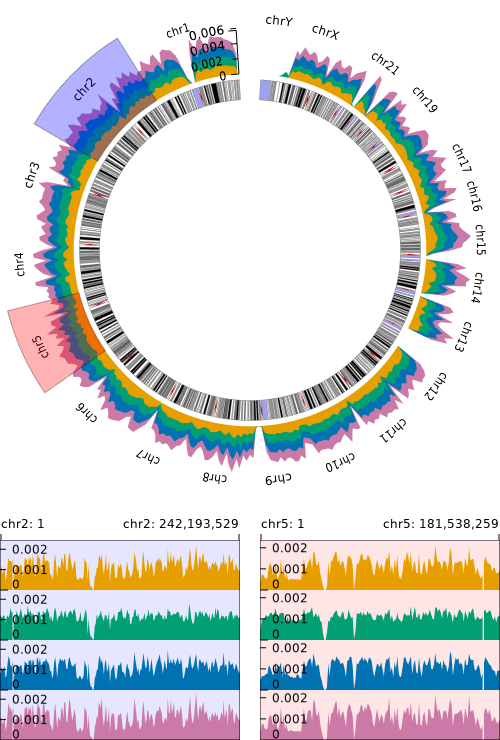 chrY
chrX
chr1
0.006
0.004
0.002
0
chr21
chr19
chr2
chr17
chr16
chr3
chr15
chr4
chr14
chr13
chr5
chr12
chr6
chr11
chr7
chr10
chr8
chr9
chr2: 1
chr2: 242,193,529
chr5: 1
chr5: 181,538,259
0.002
0.001
0
0.002
0.001
0
0.002
0.001
0
0.002
0.001
0
0.002
0.001
0
0.002
0.001
0
0.002
0.001
0
0.002
0.001
0